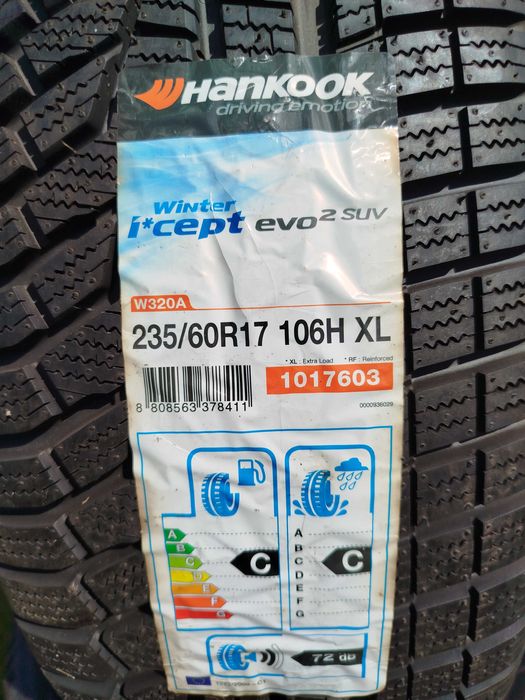 HANKOOK
driving emotion
Winter
i*cept evo² SUV
W320A
235/60R17 106H XL
* XL : Extra Load * RF : Reinforced
1017603
8 808563 378411
0000936029
A
B
C
D
E
F
G
C
A
B
C
D
E
F
G
C
72 dB